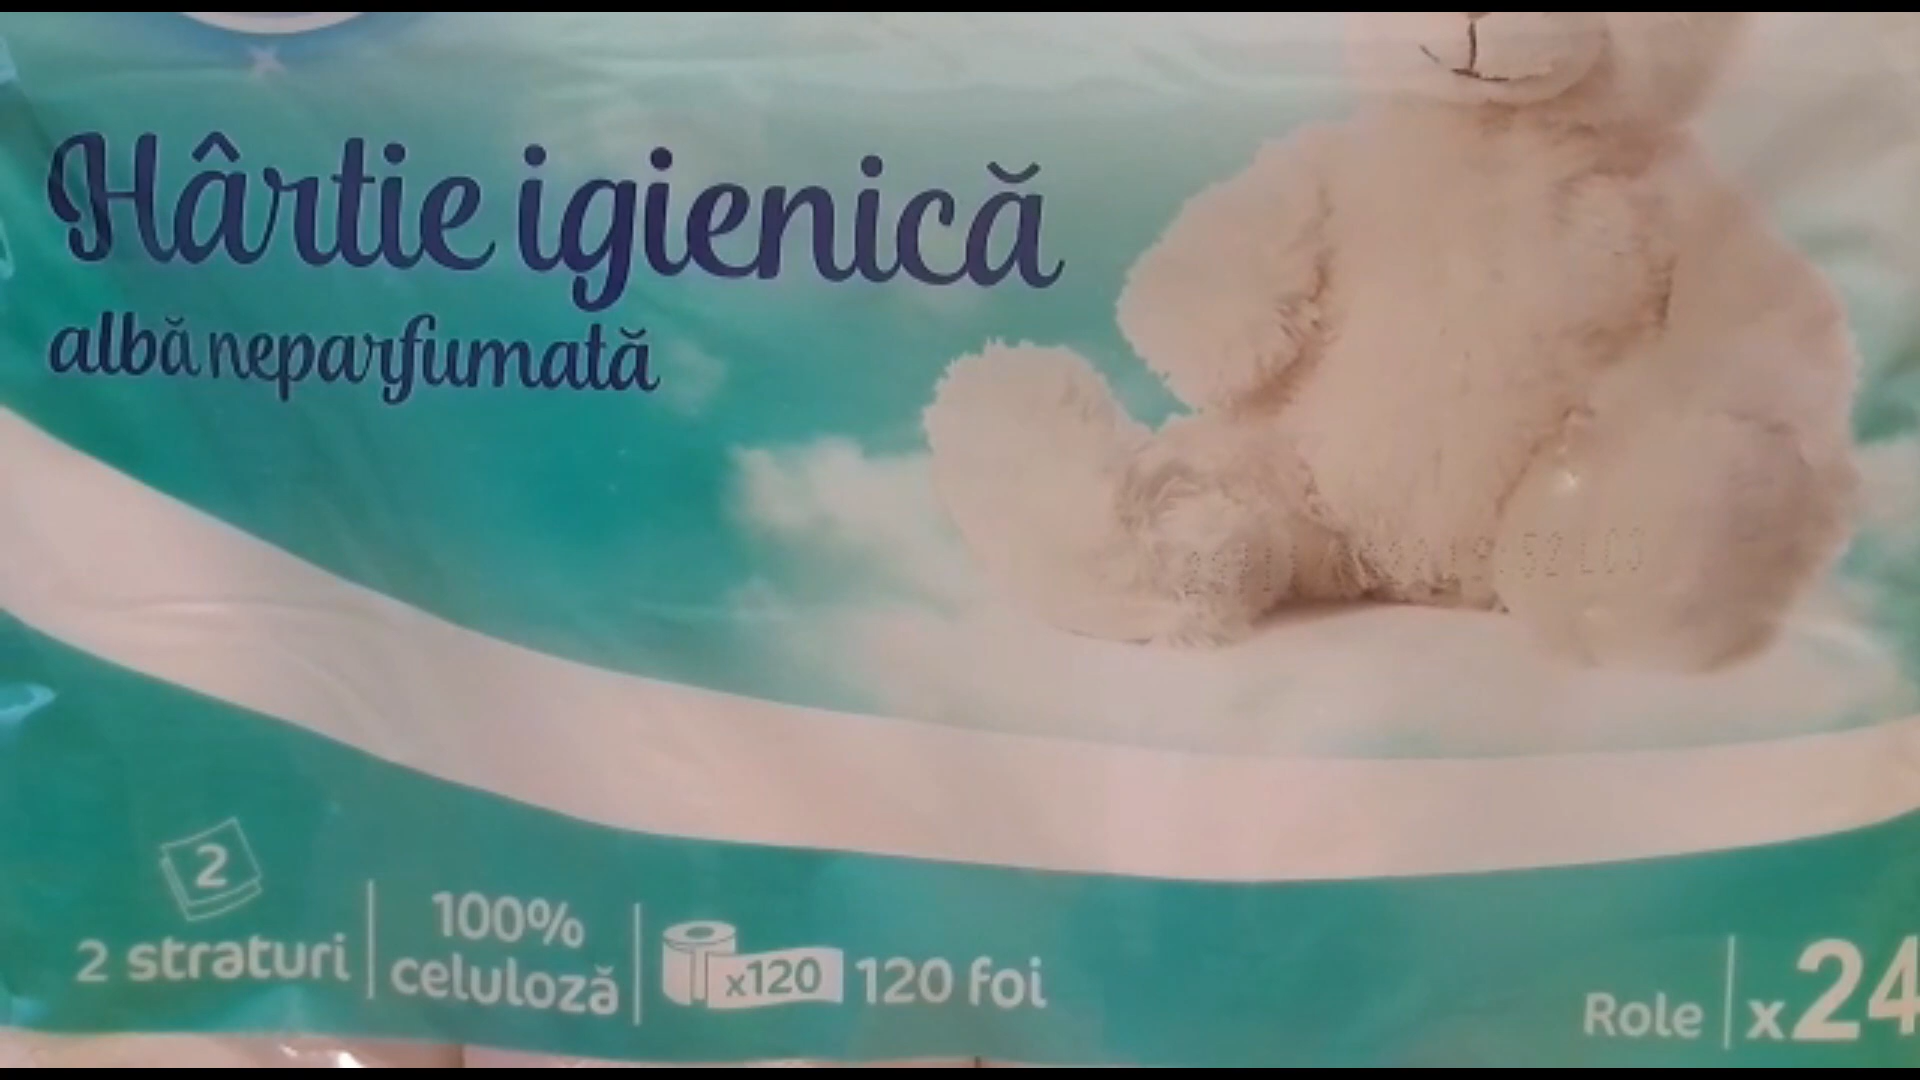 Hârtie igienică
albă neparfumată
2
2 straturi
100%
celuloză
x120
120 foi
Role
x24